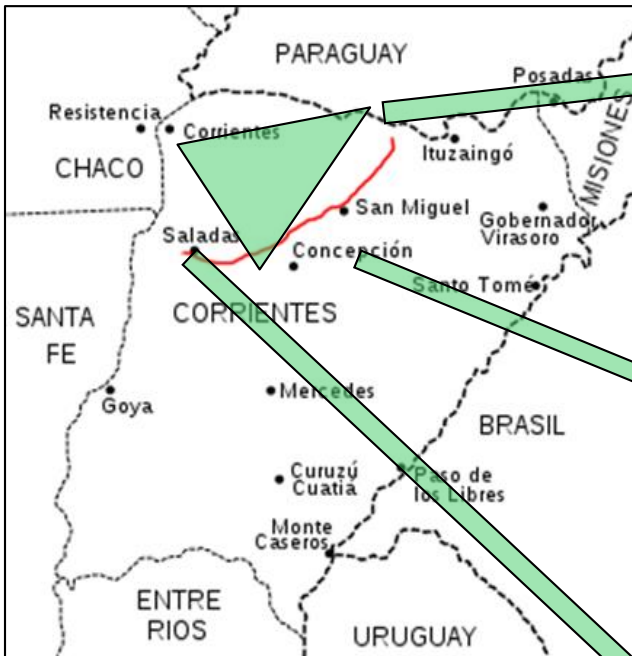 PARAGUAY
Posadas
Resistencia
Corrientes
CHACO
Ituzaingó
MISIONES
San Miguel
Gobernador
Virasoro
Saladas
Concepción
Santo Tomé
SANTA
FE
CORRIENTES
Goya
Mercedes
BRASIL
Curuzú
Cuatia
Paso de
los Libres
Monte
Caseros
ENTRE
RIOS
URUGUAY